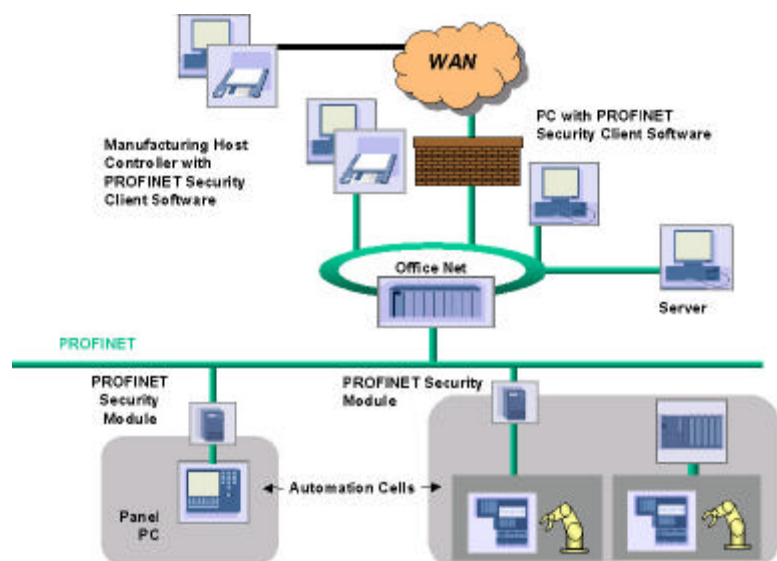 WAN
PC with PROFINET
Security Client Software
Manufacturing Host
Controller with
PROFINET Security
Client Software
Office Net
Server
PROFINET
PROFINET
Security
Module
PROFINET Security
Module
Automation Cells
Panel
PC